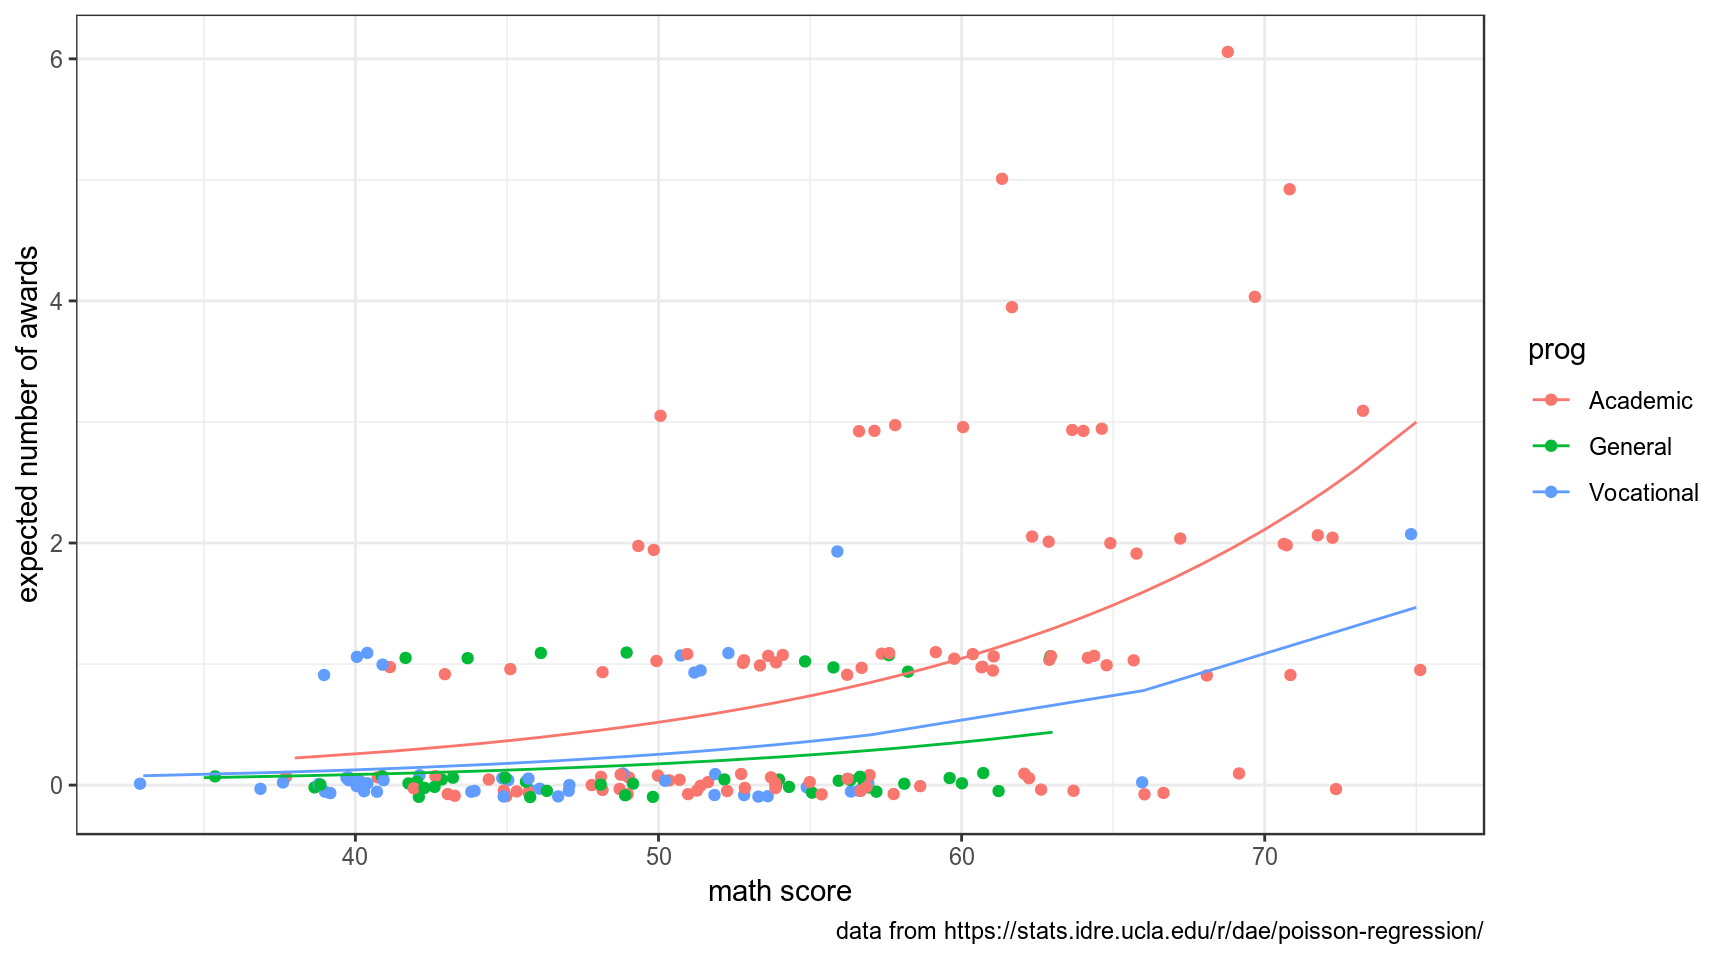 6
4
2
0
expected number of awards
40 50 60 70
math score
data from https://stats.idre.ucla.edu/r/dae/poisson-regression/
prog
Academic
General
Vocational